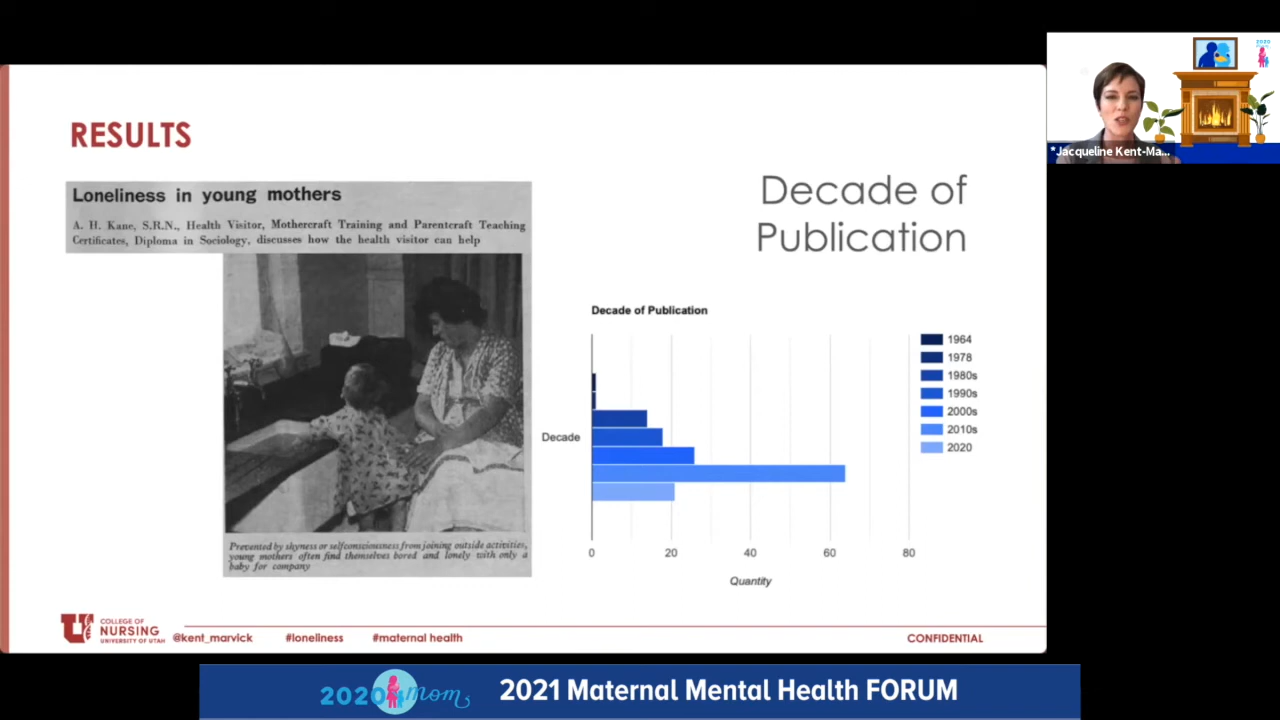 RESULTS
Loneliness in young mothers
A. H. Kane, S.R.N., Health Visitor, Mothercraft Training and Parentcraft Teaching
Certificates, Diploma in Sociology, discusses how the health visitor can help
Prevented by shyness or selfconsciousness from joining outside activities,
young mothers often find themselves bored and lonely with only a
baby for company
Decade of
Publication
Decade of Publication
Decade
0
20
40
60
80
Quantity
1964
1978
1980s
1990s
2000s
2010s
2020
COLLEGE OF
NURSING
UNIVERSITY OF UTAH
@kent_marvick
#loneliness
#maternal health
CONFIDENTIAL
*Jacqueline Kent-Ma...
2020 mom
2021 Maternal Mental Health FORUM